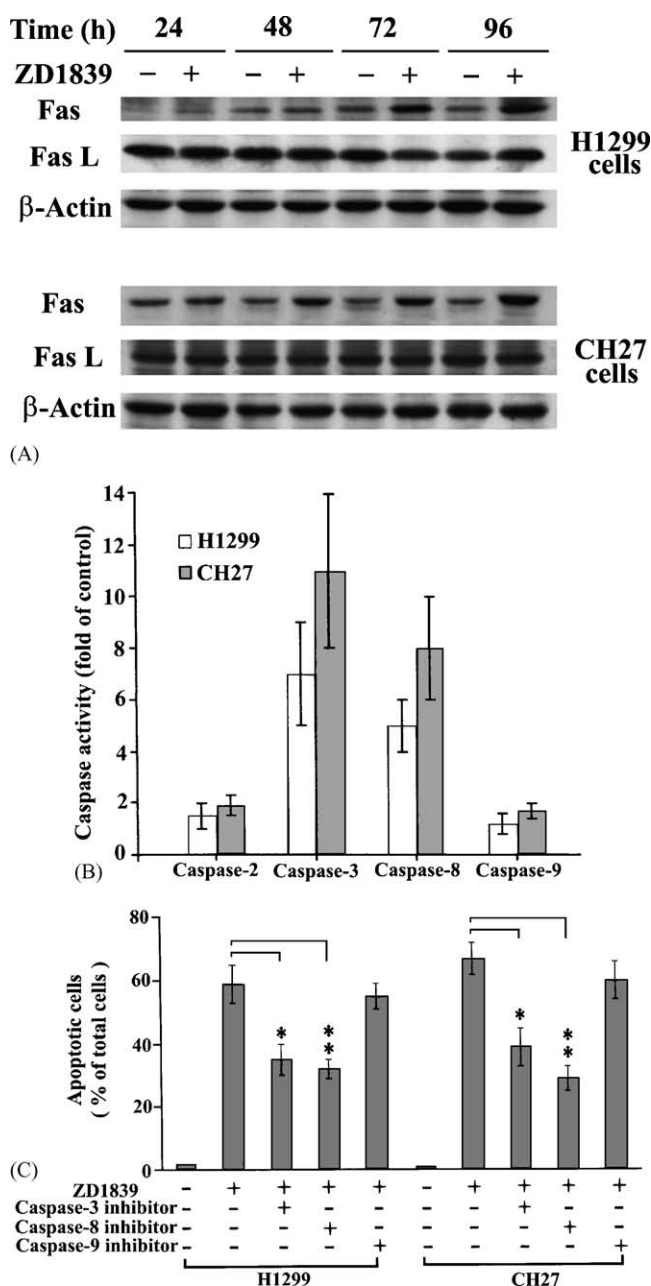 Time (h) 24 48 72 96
ZD1839 – + – + – + – +
Fas
Fas L
β-Actin
H1299
cells
Fas
Fas L
β-Actin
CH27
cells
(A)
14
12
10
8
6
4
2
0
Caspase activity (fold of control)
H1299
CH27
Caspase-2 Caspase-3 Caspase-8 Caspase-9
(B)
80
60
40
20
0
Apoptotic cells
( % of total cells )
* ** * **
(C)
ZD1839 – + + + + – + + + +
Caspase-3 inhibitor – – + – – – – + – –
Caspase-8 inhibitor – – – + – – – – + –
Caspase-9 inhibitor – – – – + – – – – +
H1299 CH27